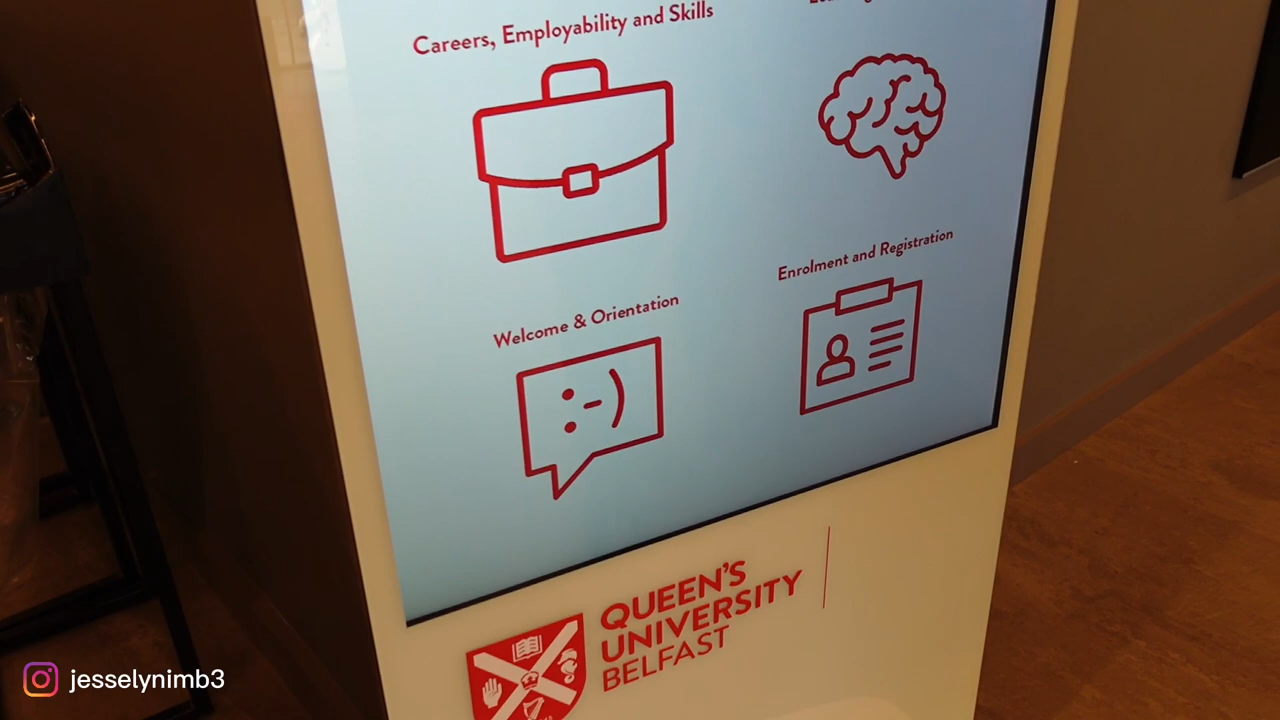 Careers, Employability and Skills
Welcome & Orientation
Enrolment and Registration
:-)
QUEEN'S
UNIVERSITY
BELFAST
jesselynimb3